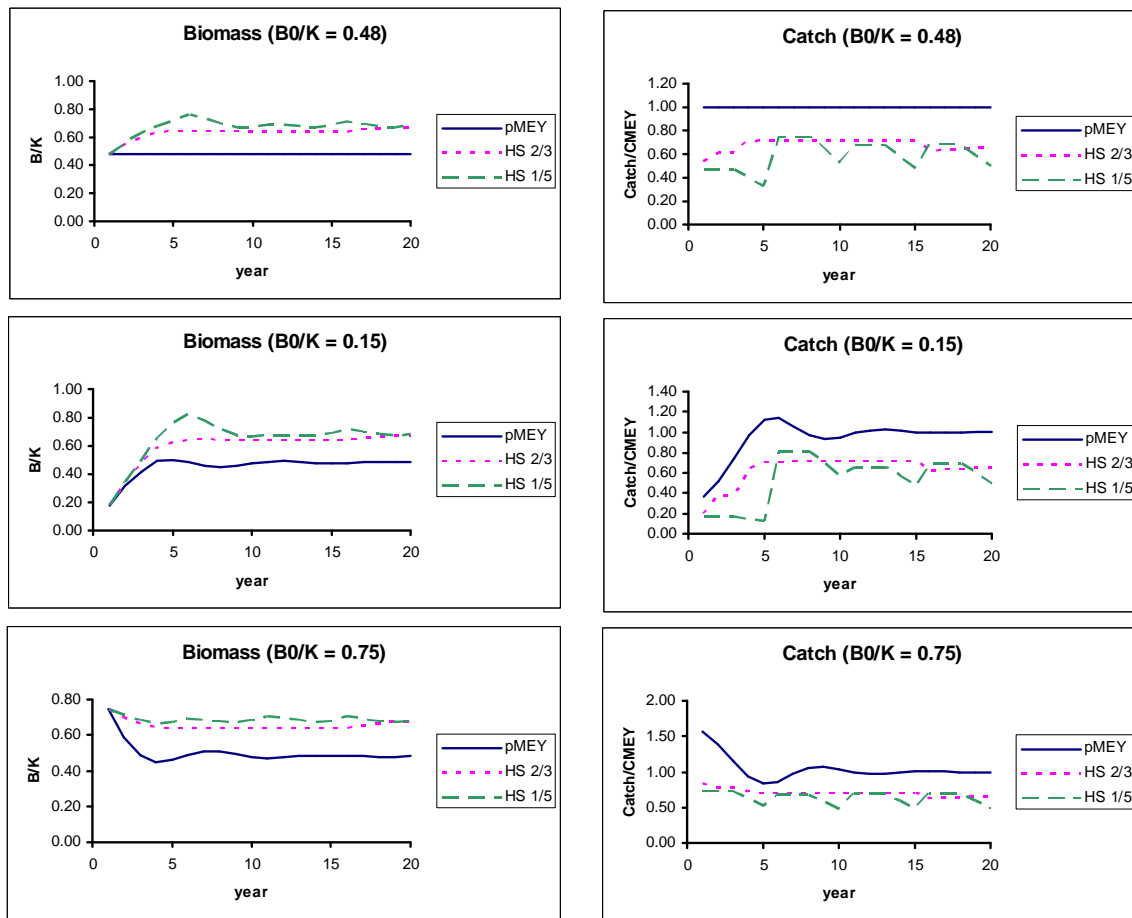 Biomass (B0/K = 0.48)
1.00
0.80
0.60
0.40
0.20
0.00
B/K
0 5 10 15 20
year
pMEY
HS 2/3
HS 1/5
Catch (B0/K = 0.48)
1.20
1.00
0.80
0.60
0.40
0.20
0.00
Catch/CMEY
0 5 10 15 20
year
pMEY
HS 2/3
HS 1/5
Biomass (B0/K = 0.15)
1.00
0.80
0.60
0.40
0.20
0.00
B/K
0 5 10 15 20
year
pMEY
HS 2/3
HS 1/5
Catch (B0/K = 0.15)
1.40
1.20
1.00
0.80
0.60
0.40
0.20
0.00
Catch/CMEY
0 5 10 15 20
year
pMEY
HS 2/3
HS 1/5
Biomass (B0/K = 0.75)
0.80
0.60
0.40
0.20
0.00
B/K
0 5 10 15 20
year
pMEY
HS 2/3
HS 1/5
Catch (B0/K = 0.75)
2.00
1.50
1.00
0.50
0.00
Catch/CMEY
0 5 10 15 20
year
pMEY
HS 2/3
HS 1/5